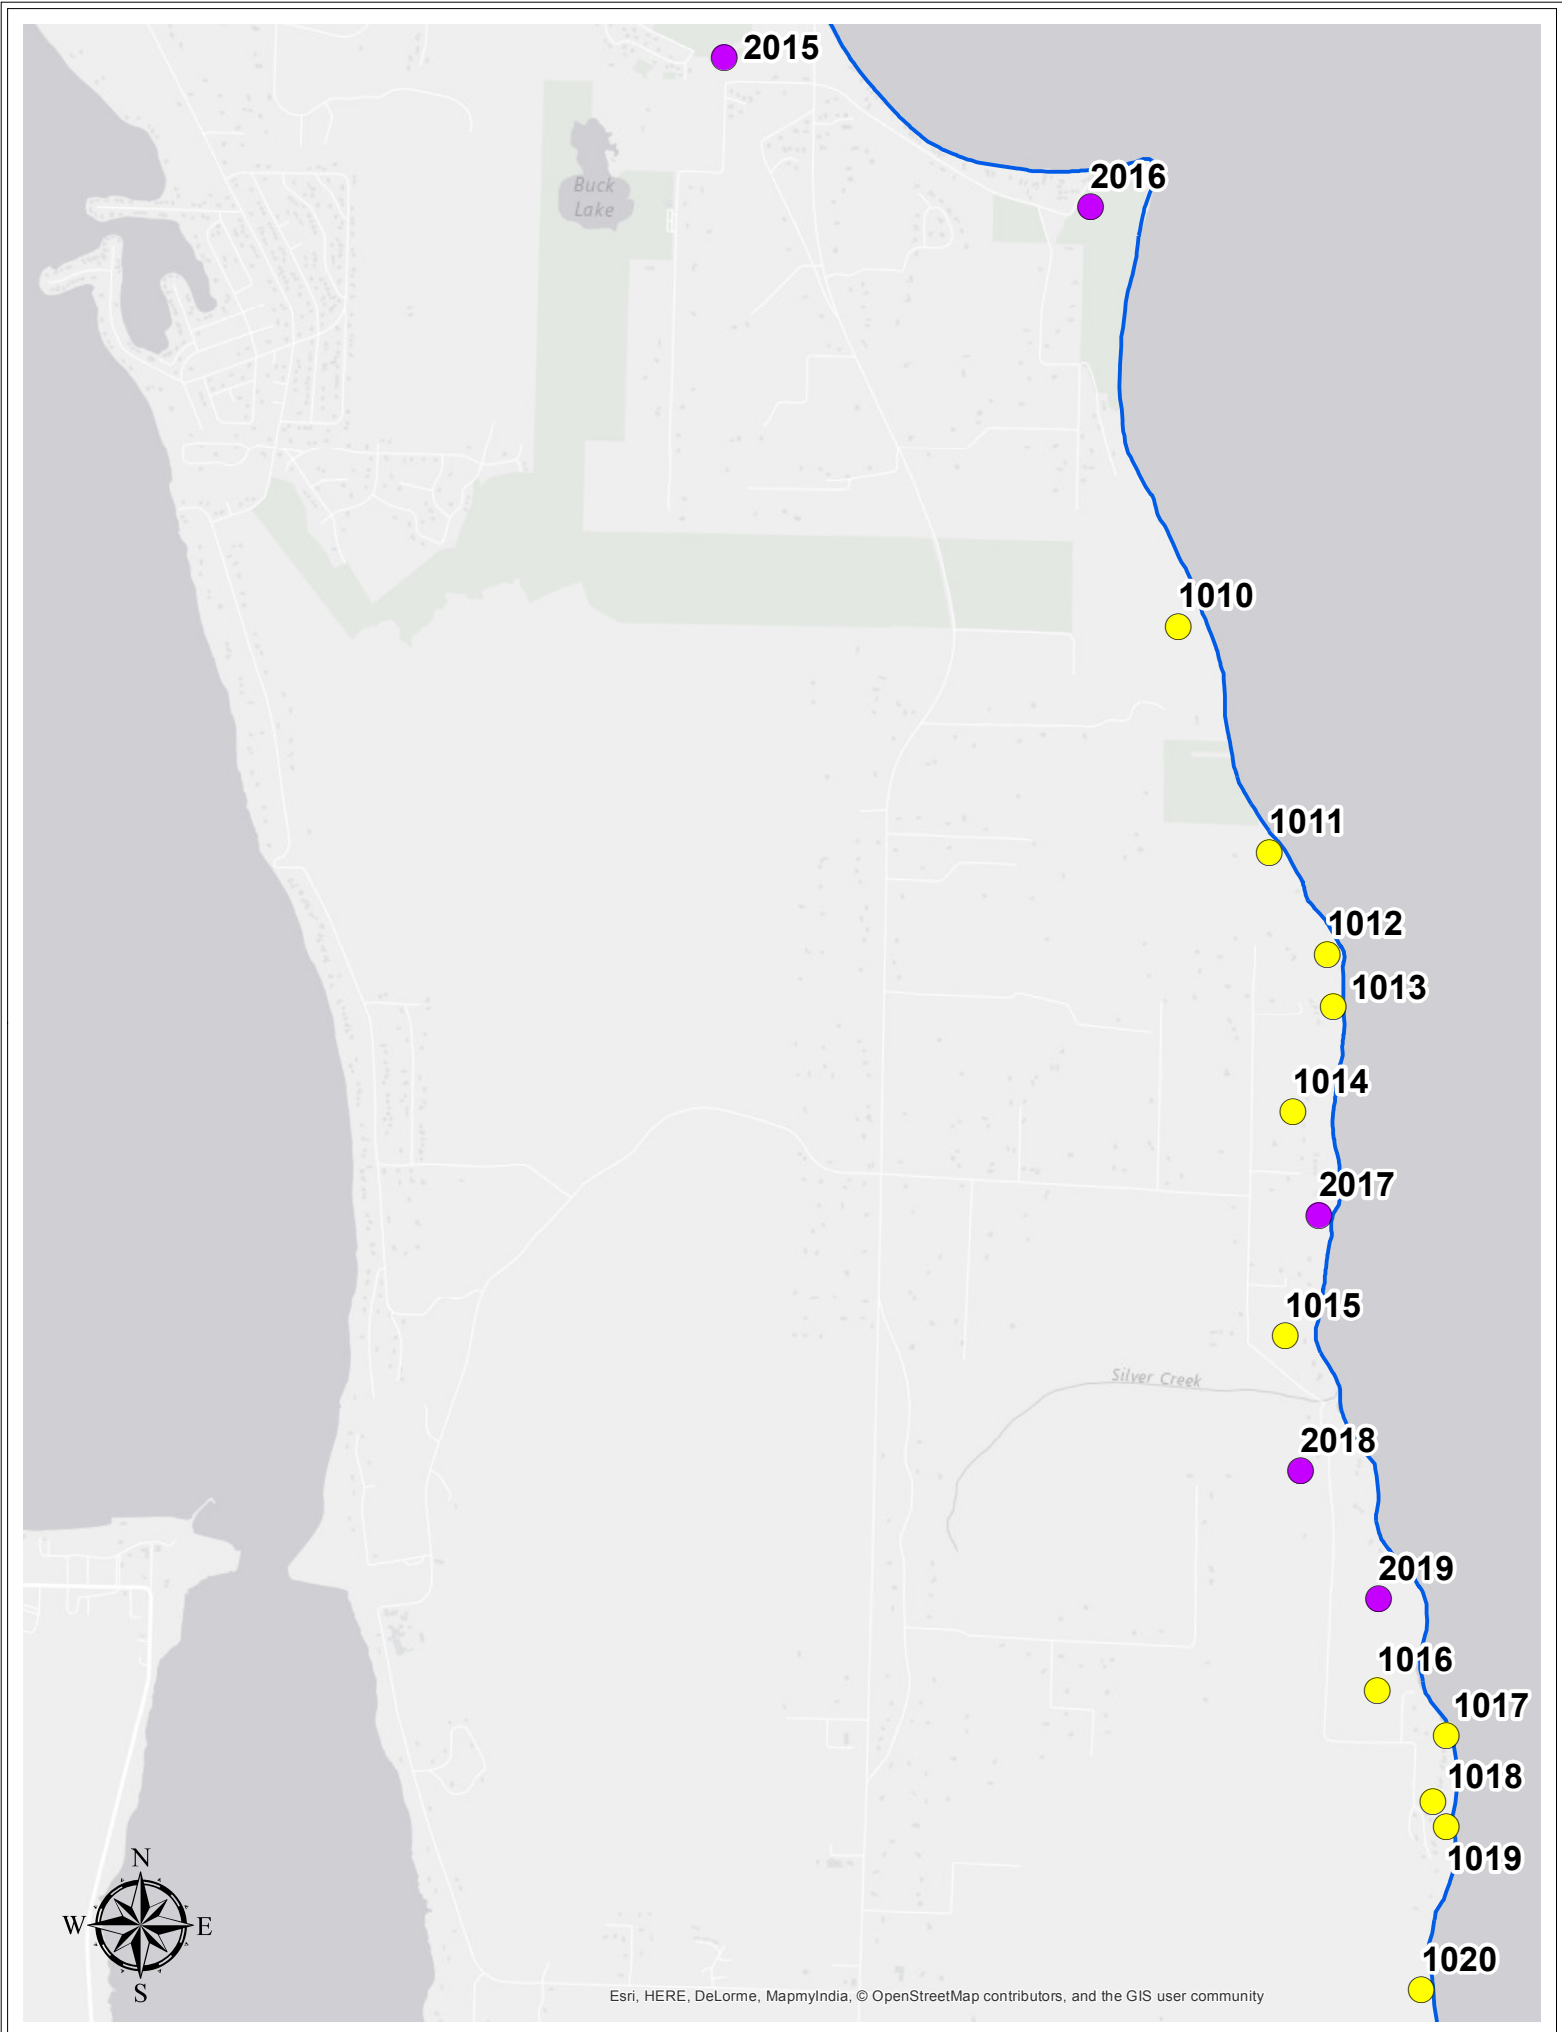 2015
2016
Buck
Lake
1010
1011
1012
1013
1014
2017
1015
Silver Creek
2018
2019
1016
1017
1018
1019
N
W E
S
1020
Esri, HERE, DeLorme, MapmyIndia, © OpenStreetMap contributors, and the GIS user community